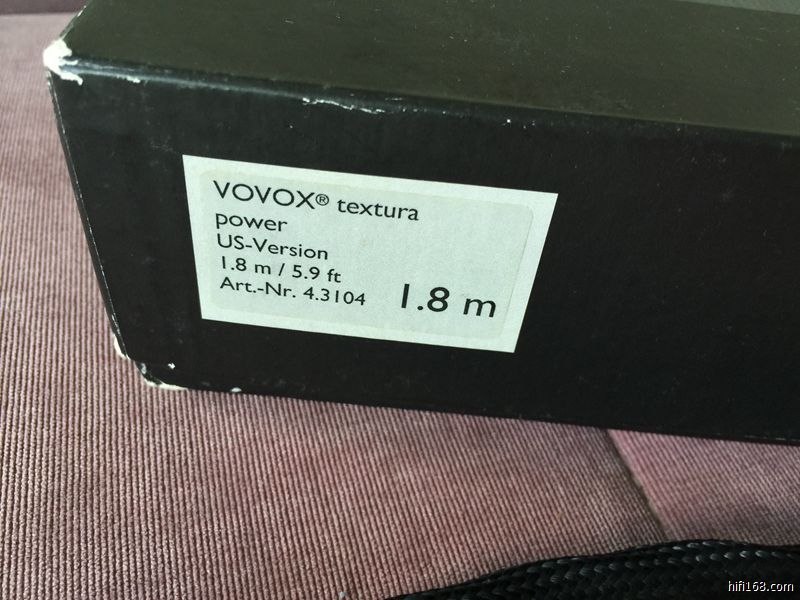 VOVOX® textura
power
US-Version
1.8 m / 5.9 ft
Art.-Nr. 4.3104
1.8 m
hifi168.com